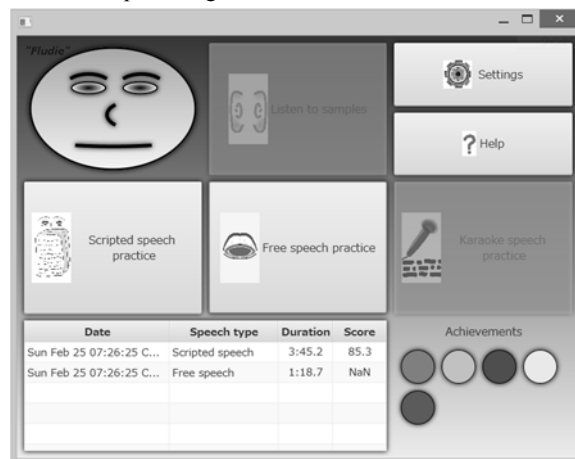 "Fludie"
Listen to samples
Settings
Help
Scripted speech
practice
Free speech practice
Karaoke speech
practice
Date Speech type Duration Score
Sun Feb 25 07:26:25 C... Scripted speech 3:45.2 85.3
Sun Feb 25 07:26:25 C... Free speech 1:18.7 NaN
Achievements